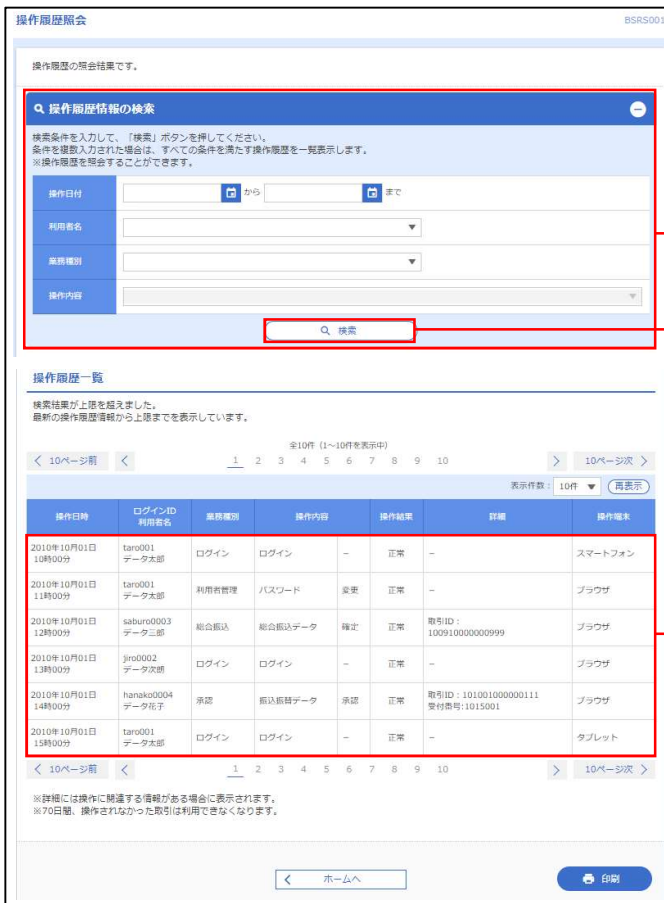 操作履歴照会
BSRS001
操作履歴の照会結果です。
操作履歴情報の検索
検索条件を入力して、「検索」ボタンを押してください。
条件を複数入力された場合は、すべての条件を満たす操作履歴を一覧表示します。
※操作履歴を照会することができます。
操作日付 から まで
利用者名
業務種別
操作内容
検索
操作履歴一覧
検索結果が上限を超えました。
最新の操作履歴情報から上限までを表示しています。
全10件（1～10件を表示中）
10ページ前 1 2 3 4 5 6 7 8 9 10 10ページ次
表示件数： 10件 再表示
操作日時 ログインID 利用者名 業務種別 操作内容 操作結果 詳細 操作端末
2010年10月01日 10時00分 taro001 データ太郎 ログイン ログイン － 正常 － スマートフォン
2010年10月01日 11時00分 taro001 データ太郎 利用者管理 パスワード 変更 正常 － ブラウザ
2010年10月01日 12時00分 saburo0003 データ三郎 総合振込 総合振込データ 確定 正常 取引ID： 100910000000999 ブラウザ
2010年10月01日 13時00分 jiro0002 データ次朗 ログイン ログイン － 正常 － ブラウザ
2010年10月01日 14時00分 hanako0004 データ花子 承認 振込振替データ 承認 正常 取引ID：101001000000111 受付番号:1015001 ブラウザ
2010年10月01日 15時00分 taro001 データ太郎 ログイン ログイン － 正常 － タブレット
10ページ前 1 2 3 4 5 6 7 8 9 10 10ページ次
※詳細には操作に関連する情報がある場合に表示されます。
※70日間、操作されなかった取引は利用できなくなります。
ホームへ
印刷